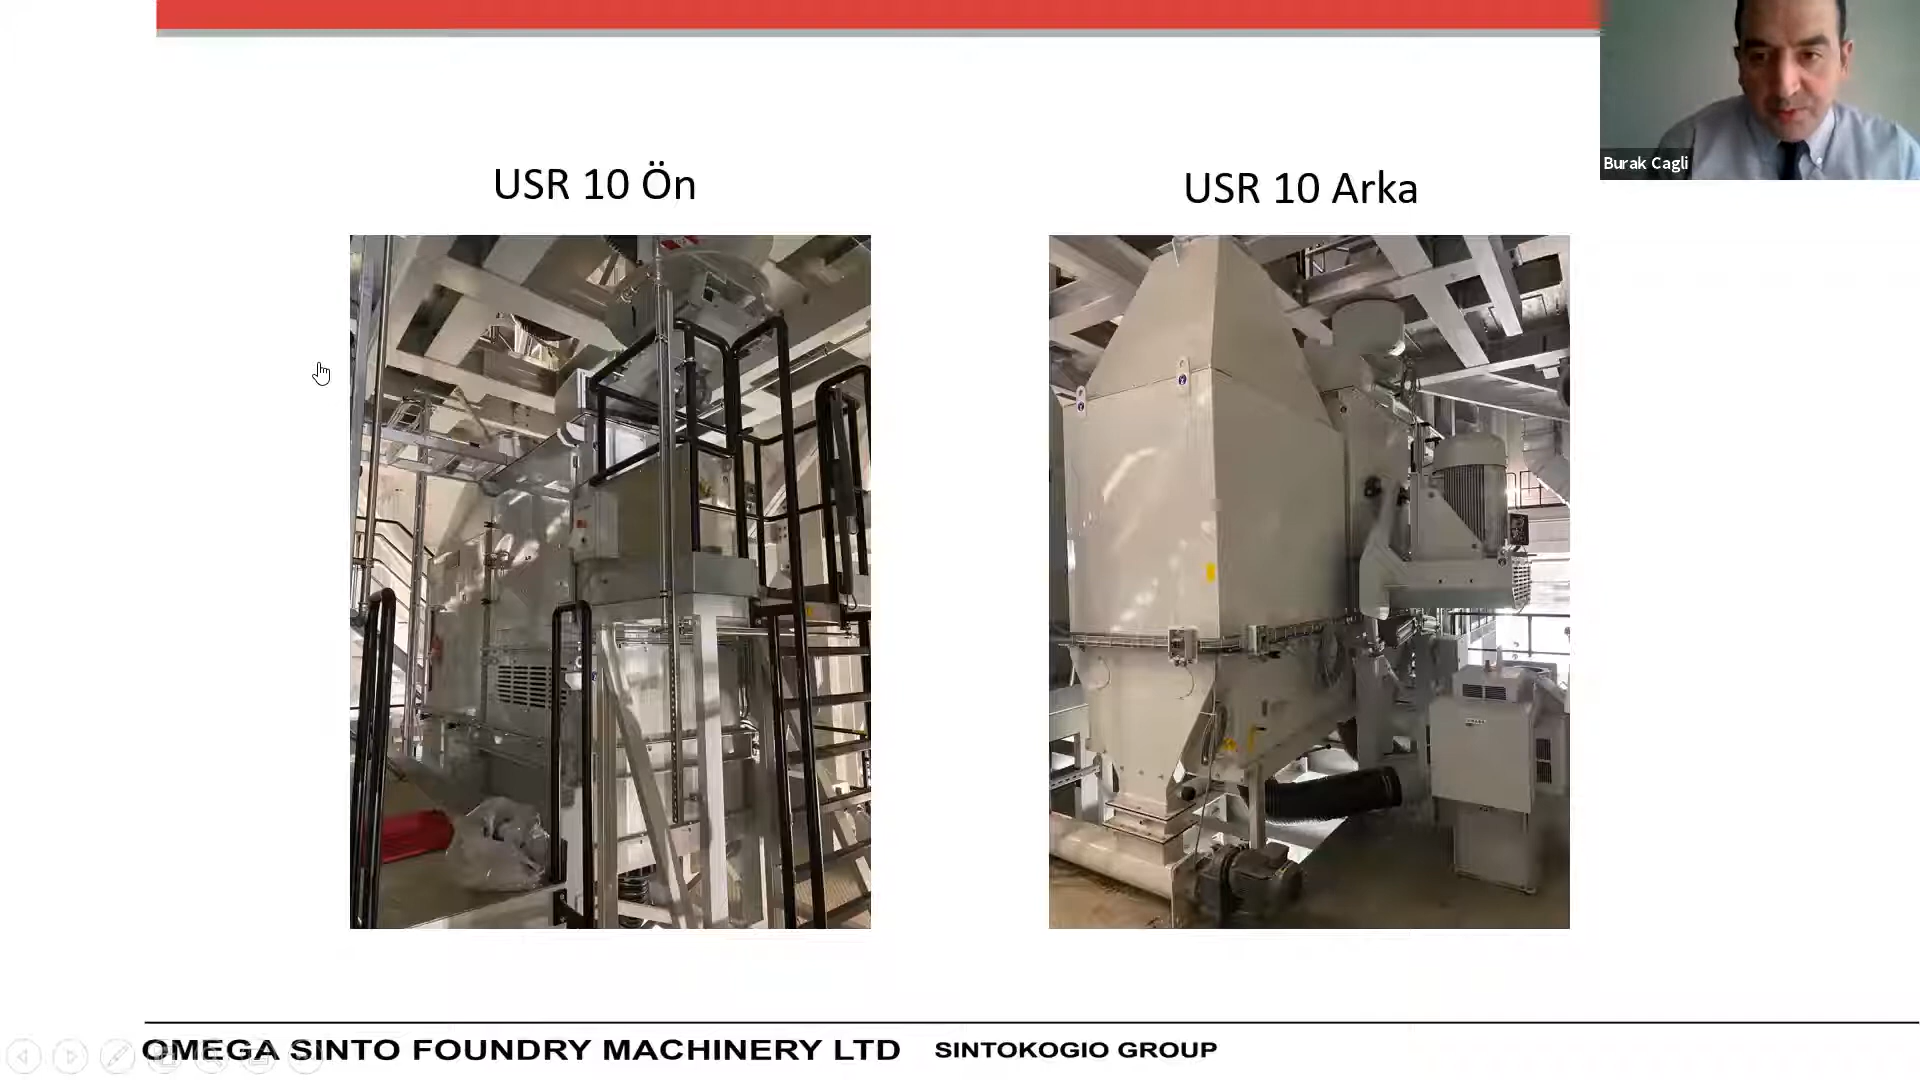 Burak Cagli
USR 10 Ön
USR 10 Arka
OMEGA SINTO FOUNDRY MACHINERY LTD SINTOKOGIO GROUP